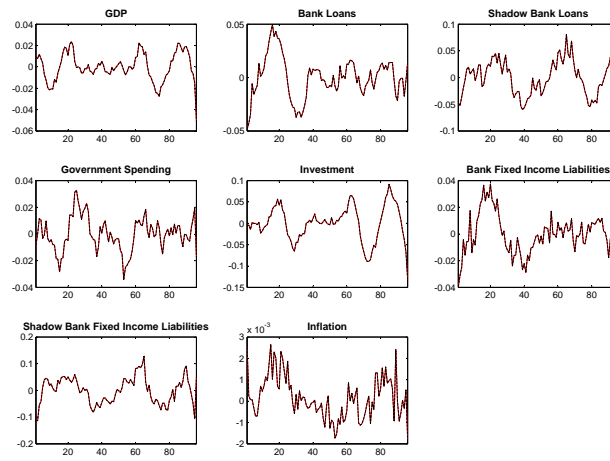 GDP
0.04
0.02
0
-0.02
-0.04
-0.06
20 40 60 80
Bank Loans
0.05
0
-0.05
20 40 60 80
Shadow Bank Loans
0.1
0.05
0
-0.05
-0.1
20 40 60 80
Government Spending
0.04
0.02
0
-0.02
-0.04
20 40 60 80
Investment
0.1
0.05
0
-0.05
-0.1
-0.15
20 40 60 80
Bank Fixed Income Liabilities
0.04
0.02
0
-0.02
-0.04
20 40 60 80
Shadow Bank Fixed Income Liabilities
0.2
0.1
0
-0.1
-0.2
20 40 60 80
Inflation
x 10⁻³
3
2
1
0
-1
-2
20 40 60 80